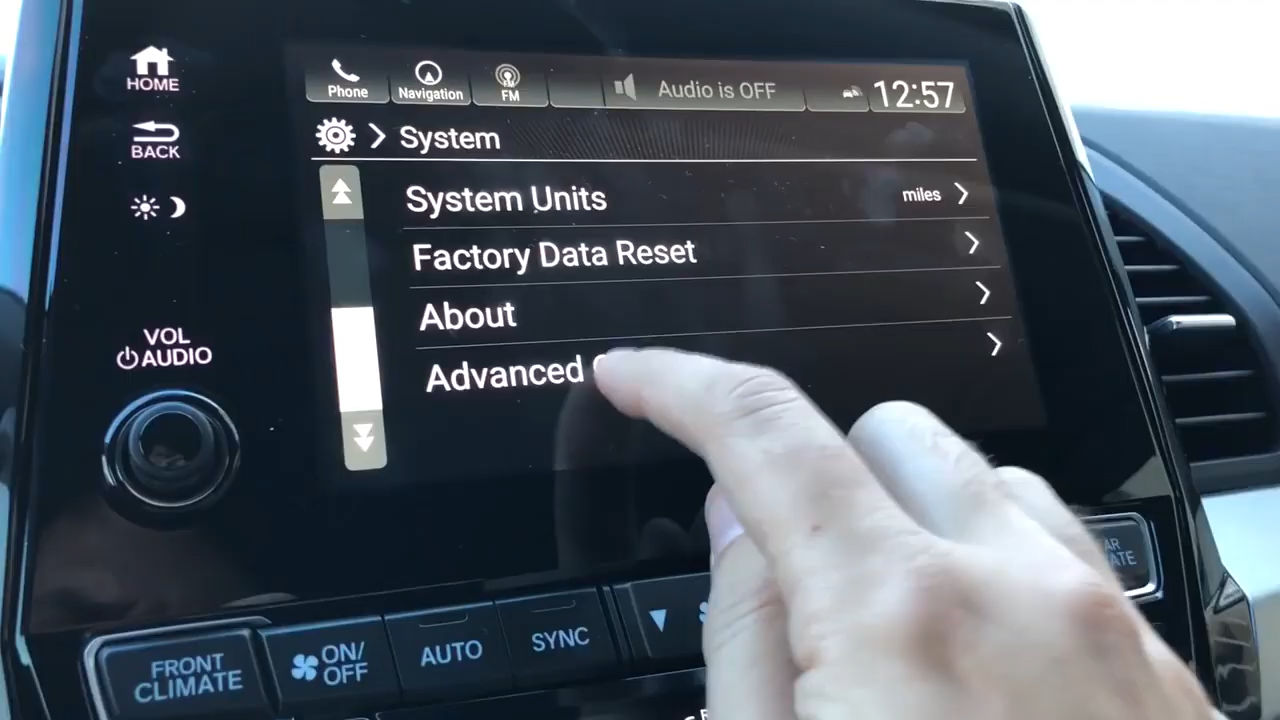 HOME
BACK
VOL
AUDIO
Phone
Navigation
FM
Audio is OFF
12:57
System
System Units
miles
Factory Data Reset
About
Advanced
FRONT
CLIMATE
ON/
OFF
AUTO
SYNC